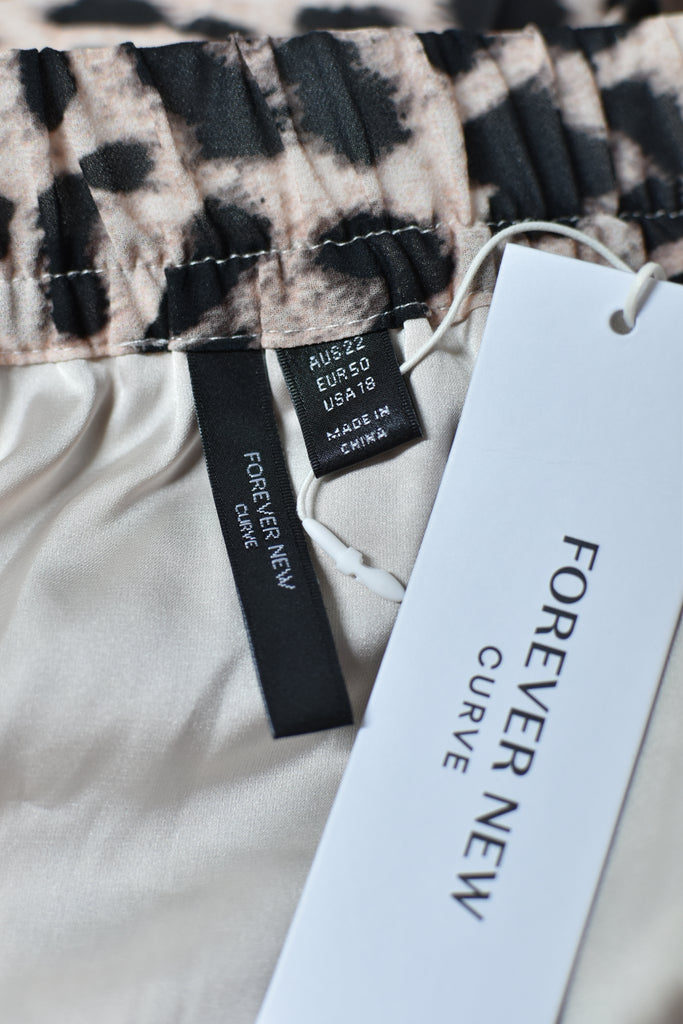 AUS 22
EUR 50
USA 18
MADE IN
CHINA
FOREVER NEW
CURVE
FOREVER NEW
CURVE